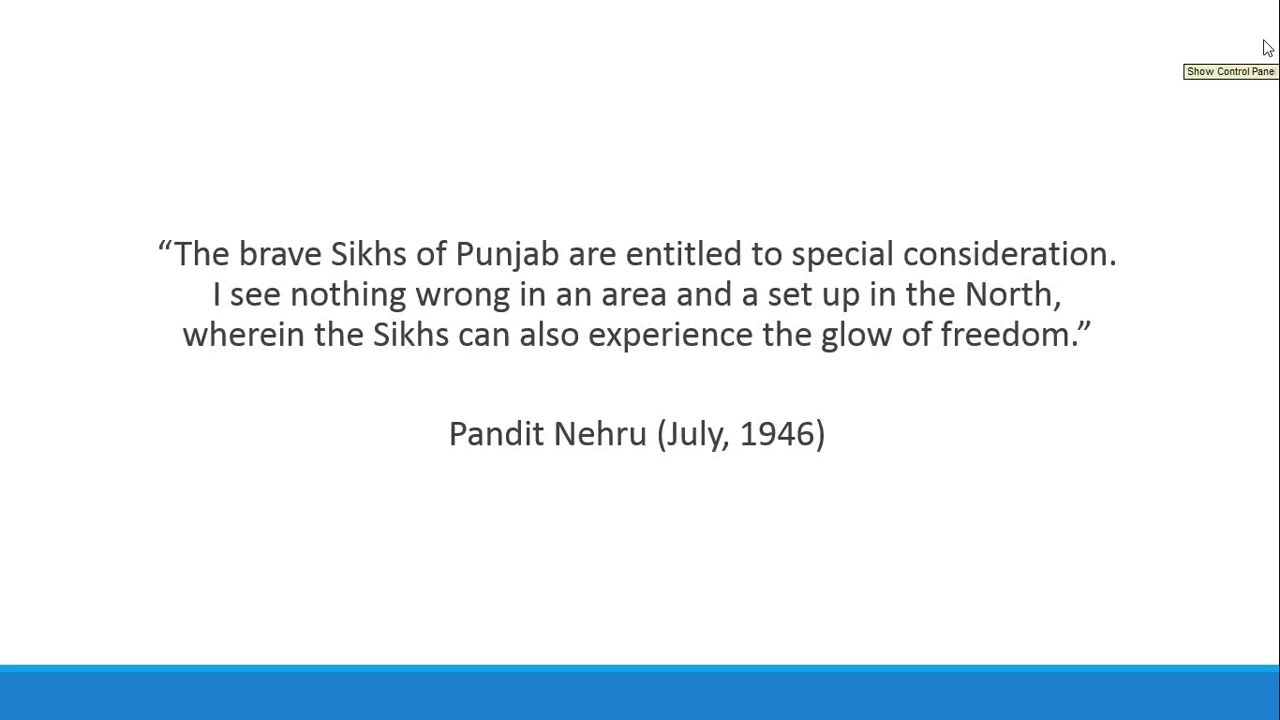 Show Control Pane
“The brave Sikhs of Punjab are entitled to special consideration.
I see nothing wrong in an area and a set up in the North,
wherein the Sikhs can also experience the glow of freedom.”
Pandit Nehru (July, 1946)